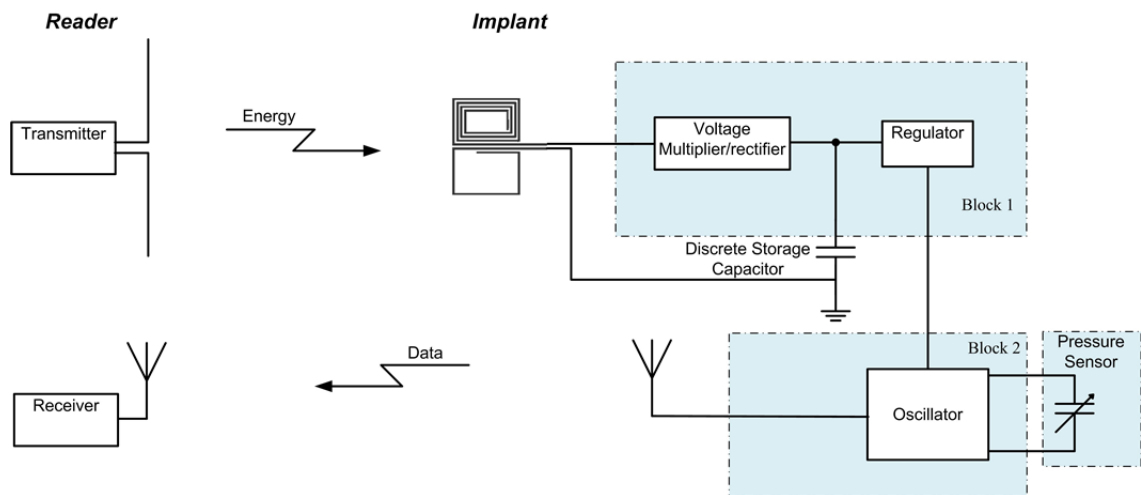 Reader
Implant
Transmitter
Energy
Voltage
Multiplier/rectifier
Regulator
Block 1
Discrete Storage
Capacitor
Receiver
Data
Block 2
Oscillator
Pressure
Sensor